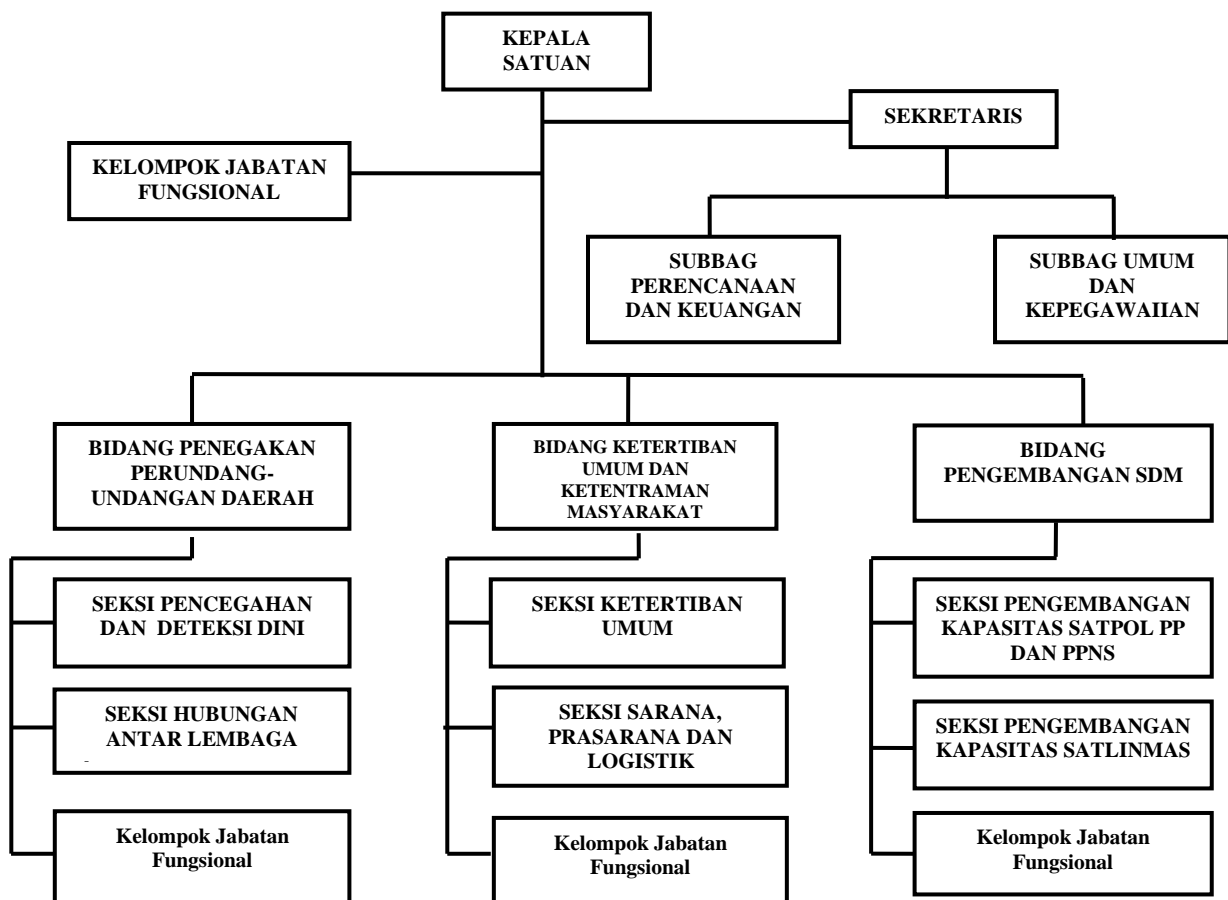 KEPALA
SATUAN
SEKRETARIS
KELOMPOK JABATAN
FUNGSIONAL
SUBBAG
PERENCANAAN
DAN KEUANGAN
SUBBAG UMUM
DAN
KEPEGAWAIIAN
BIDANG PENEGAKAN
PERUNDANG-
UNDANGAN DAERAH
BIDANG KETERTIBAN
UMUM DAN
KETENTRAMAN
MASYARAKAT
BIDANG
PENGEMBANGAN SDM
SEKSI PENCEGAHAN
DAN DETEKSI DINI
SEKSI KETERTIBAN
UMUM
SEKSI PENGEMBANGAN
KAPASITAS SATPOL PP
DAN PPNS
SEKSI HUBUNGAN
ANTAR LEMBAGA
SEKSI SARANA,
PRASARANA DAN
LOGISTIK
SEKSI PENGEMBANGAN
KAPASITAS SATLINMAS
Kelompok Jabatan
Fungsional
Kelompok Jabatan
Fungsional
Kelompok Jabatan
Fungsional